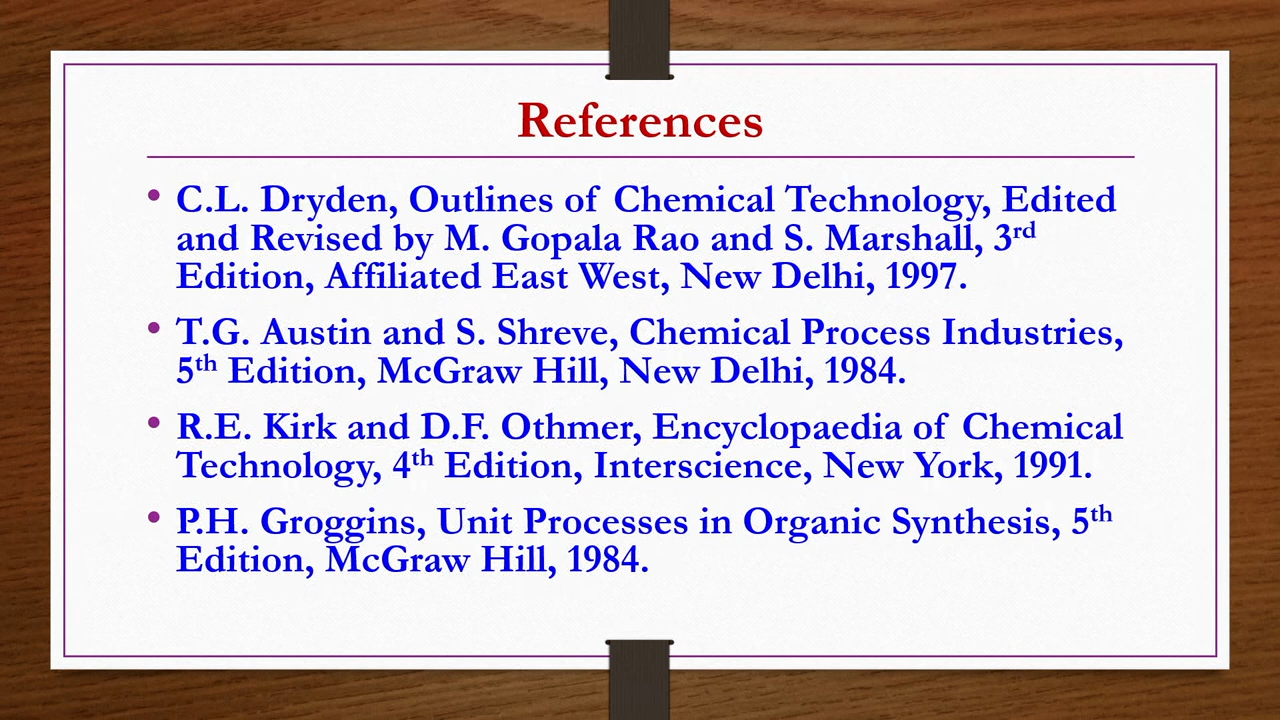 References
• C.L. Dryden, Outlines of Chemical Technology, Edited
and Revised by M. Gopala Rao and S. Marshall, 3rd
Edition, Affiliated East West, New Delhi, 1997.
• T.G. Austin and S. Shreve, Chemical Process Industries,
5th Edition, McGraw Hill, New Delhi, 1984.
• R.E. Kirk and D.F. Othmer, Encyclopaedia of Chemical
Technology, 4th Edition, Interscience, New York, 1991.
• P.H. Groggins, Unit Processes in Organic Synthesis, 5th
Edition, McGraw Hill, 1984.